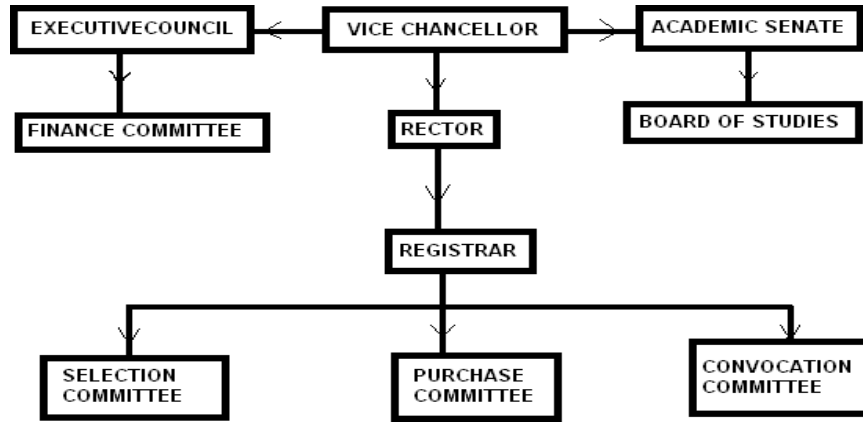 EXECUTIVECOUNCIL
VICE CHANCELLOR
ACADEMIC SENATE
FINANCE COMMITTEE
RECTOR
BOARD OF STUDIES
REGISTRAR
SELECTION
COMMITTEE
PURCHASE
COMMITTEE
CONVOCATION
COMMITTEE